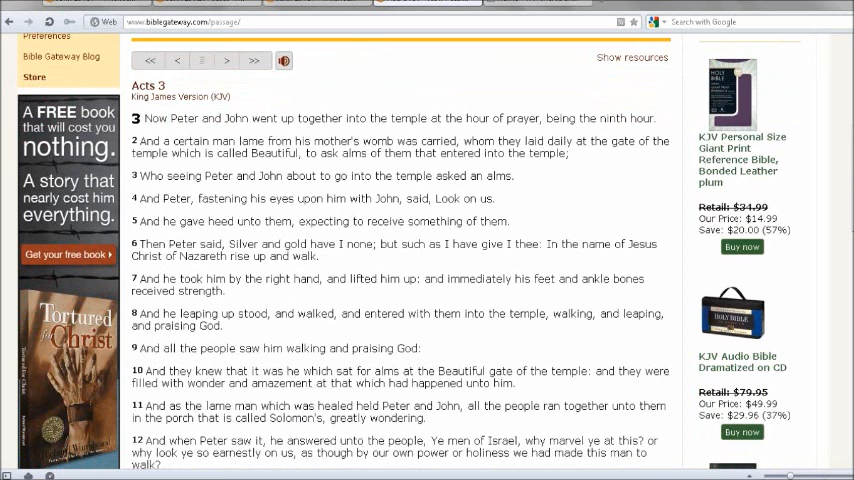 Web
www.biblegateway.com/passage/
Search with Google
Preferences
Bible Gateway Blog
Store
<<
<
>
>>
Show resources
Acts 3
King James Version (KJV)
3 Now Peter and John went up together into the temple at the hour of prayer, being the ninth hour.
2 And a certain man lame from his mother's womb was carried, whom they laid daily at the gate of the
temple which is called Beautiful, to ask alms of them that entered into the temple;
3 Who seeing Peter and John about to go into the temple asked an alms.
4 And Peter, fastening his eyes upon him with John, said, Look on us.
5 And he gave heed unto them, expecting to receive something of them.
6 Then Peter said, Silver and gold have I none; but such as I have give I thee: In the name of Jesus
Christ of Nazareth rise up and walk.
7 And he took him by the right hand, and lifted him up: and immediately his feet and ankle bones
received strength.
8 And he leaping up stood, and walked, and entered with them into the temple, walking, and leaping,
and praising God.
9 And all the people saw him walking and praising God:
10 And they knew that it was he which sat for alms at the Beautiful gate of the temple: and they were
filled with wonder and amazement at that which had happened unto him.
11 And as the lame man which was healed held Peter and John, all the people ran together unto them
in the porch that is called Solomon's, greatly wondering.
12 And when Peter saw it, he answered unto the people, Ye men of Israel, why marvel ye at this? or
why look ye so earnestly on us, as though by our own power or holiness we had made this man to
walk?
A FREE book
that will cost you
nothing.
A story that
nearly cost him
everything.
Get your free book
Tortured
for Christ
HOLY
BIBLE
KJV Personal Size
Giant Print
Reference Bible,
Bonded Leather
plum
Retail: $34.99
Our Price: $14.99
Save: $20.00 (57%)
Buy now
HOLY BIBLE
KJV Audio Bible
Dramatized on CD
Retail: $79.95
Our Price: $49.99
Save: $29.96 (37%)
Buy now